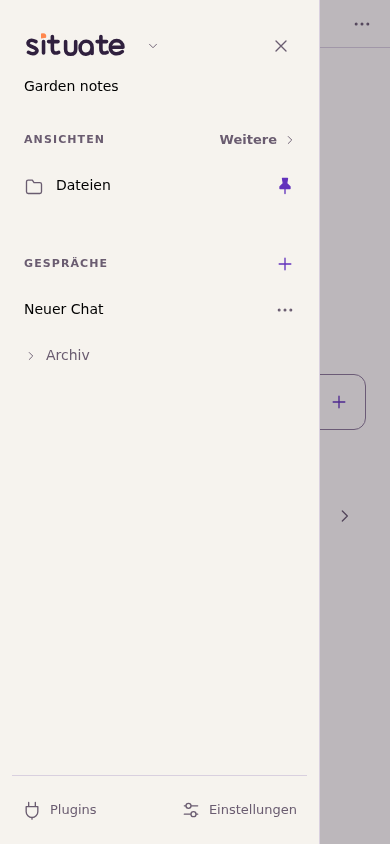 situate
Garden notes
ANSICHTEN
Weitere
Dateien
GESPRÄCHE
Neuer Chat
Archiv
Plugins
Einstellungen